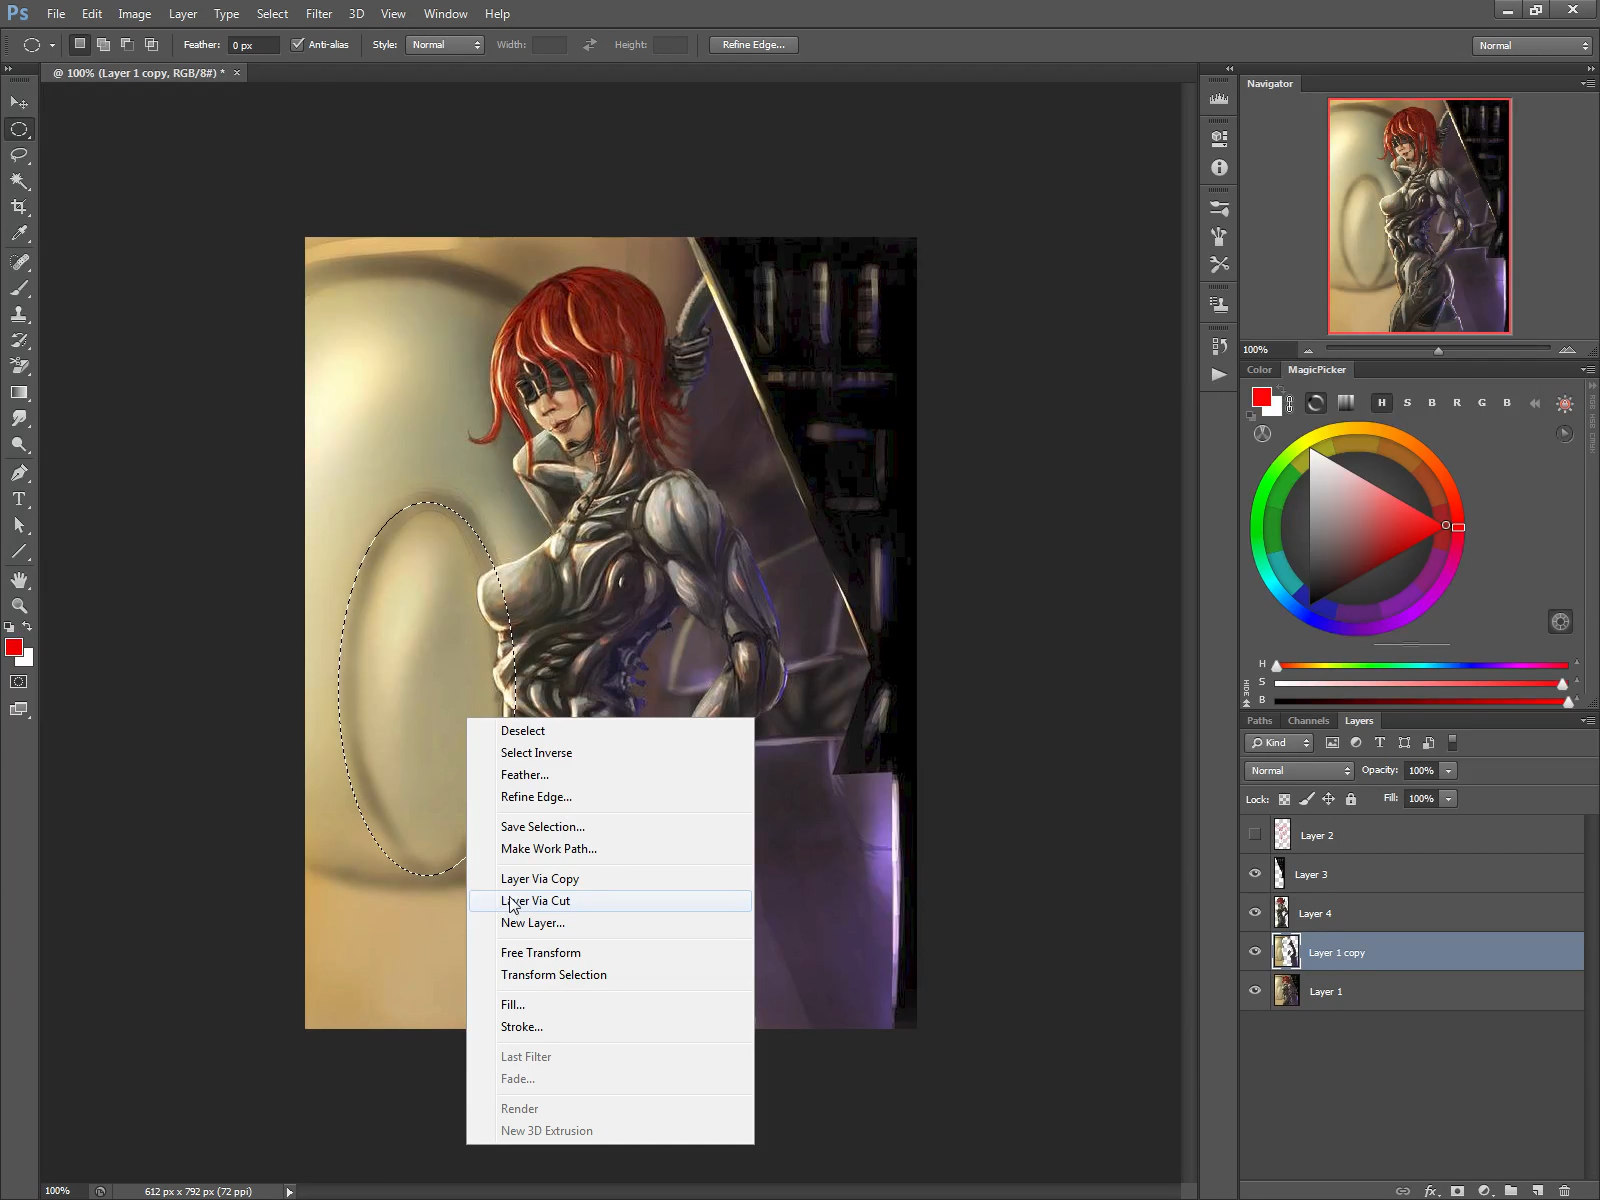 Ps File Edit Image Layer Type Select Filter 3D View Window Help
Feather: 0 px Anti-alias Style: Normal Width: Height: Refine Edge... Normal
@ 100% (Layer 1 copy, RGB/8#) * ×
Navigator
100%
Color MagicPicker
H S B R G B
H
S
B
HIDE
Paths Channels Layers
Kind
Normal Opacity: 100%
Lock: Fill: 100%
Layer 2
Layer 3
Layer 4
Layer 1 copy
Layer 1
Deselect
Select Inverse
Feather...
Refine Edge...
Save Selection...
Make Work Path...
Layer Via Copy
Layer Via Cut
New Layer...
Free Transform
Transform Selection
Fill...
Stroke...
Last Filter
Fade...
Render
New 3D Extrusion
100% 612 px x 792 px (72 ppi)
fx